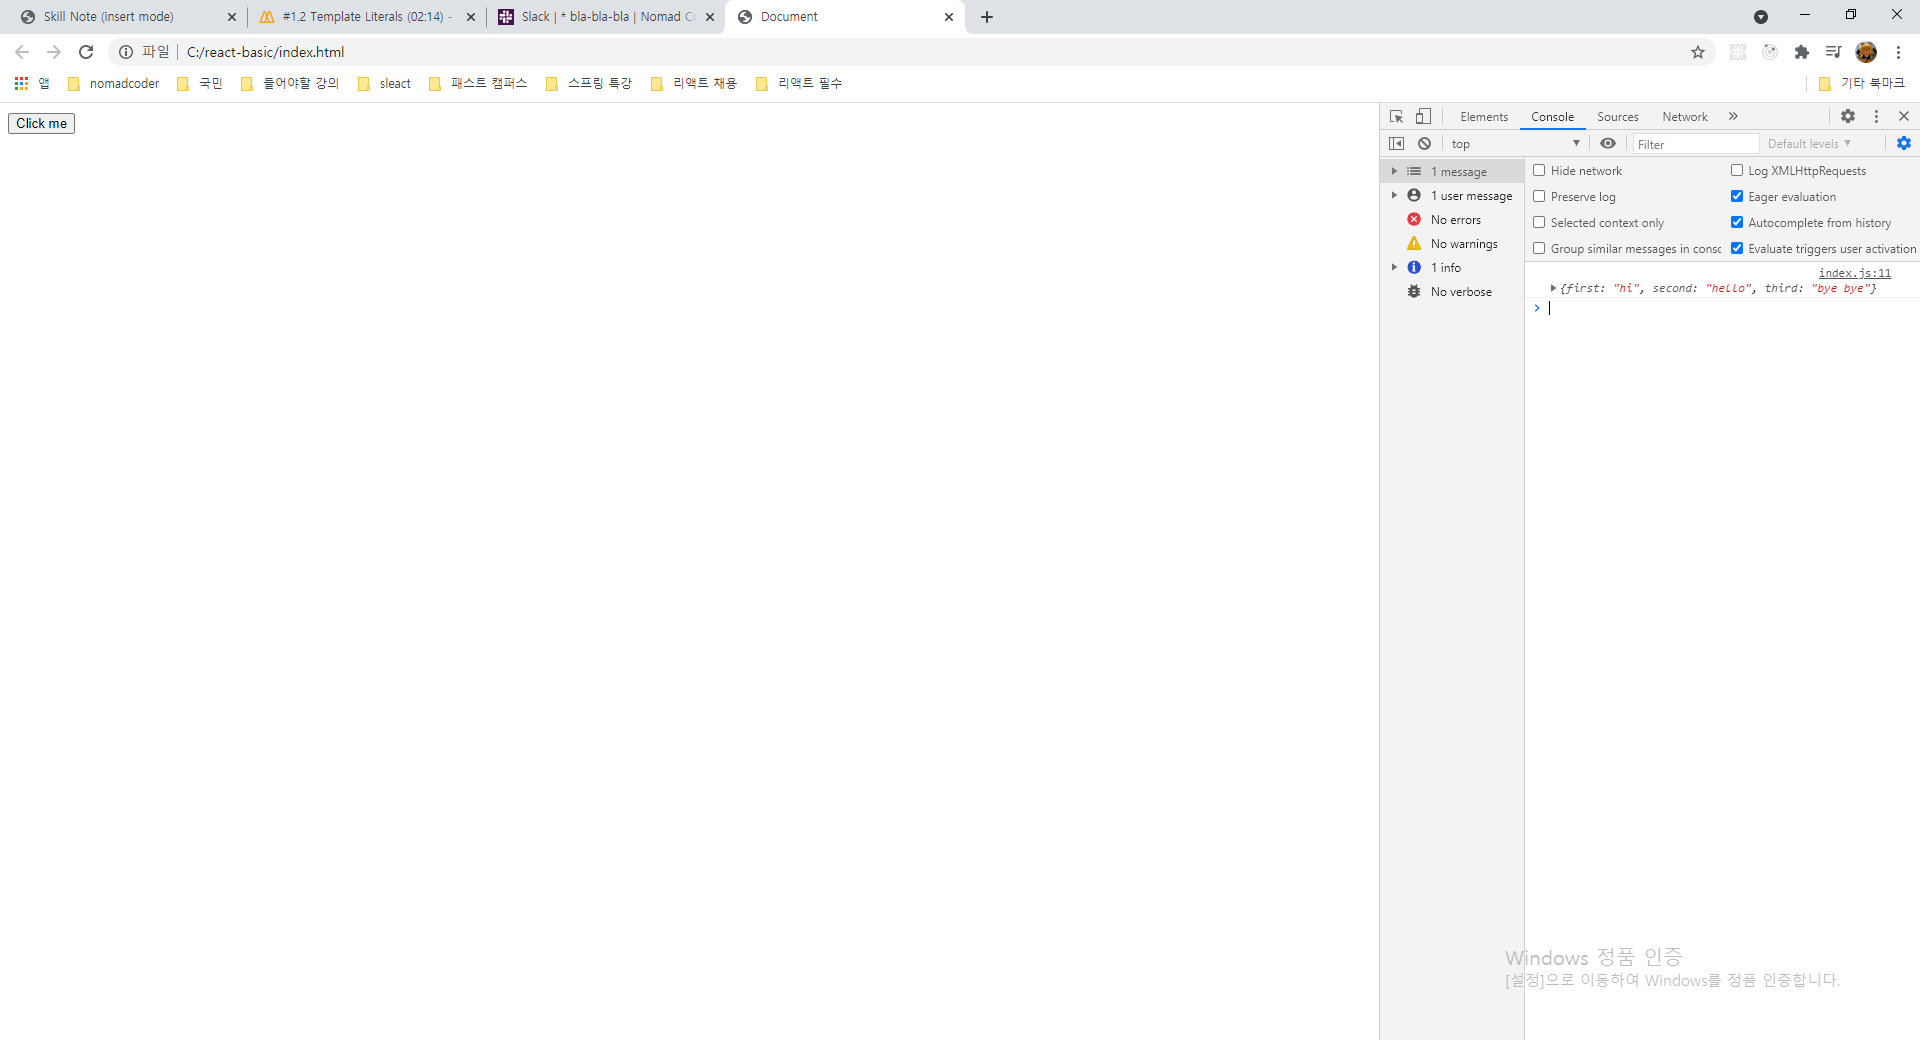 Skill Note (insert mode)
#1.2 Template Literals (02:14) -
Slack | * bla-bla-bla | Nomad Co
Document
파일
C:/react-basic/index.html
앱
nomadcoder
국민
들어야할 강의
sleact
패스트 캠퍼스
스프링 특강
리액트 채용
리액트 필수
기타 북마크
Click me
Elements
Console
Sources
Network
top
Filter
Default levels
1 message
1 user message
No errors
No warnings
1 info
No verbose
Hide network
Log XMLHttpRequests
Preserve log
Eager evaluation
Selected context only
Autocomplete from history
Group similar messages in consc
Evaluate triggers user activation
index.js:11
{first: "hi", second: "hello", third: "bye bye"}
Windows 정품 인증
[설정]으로 이동하여 Windows를 정품 인증합니다.